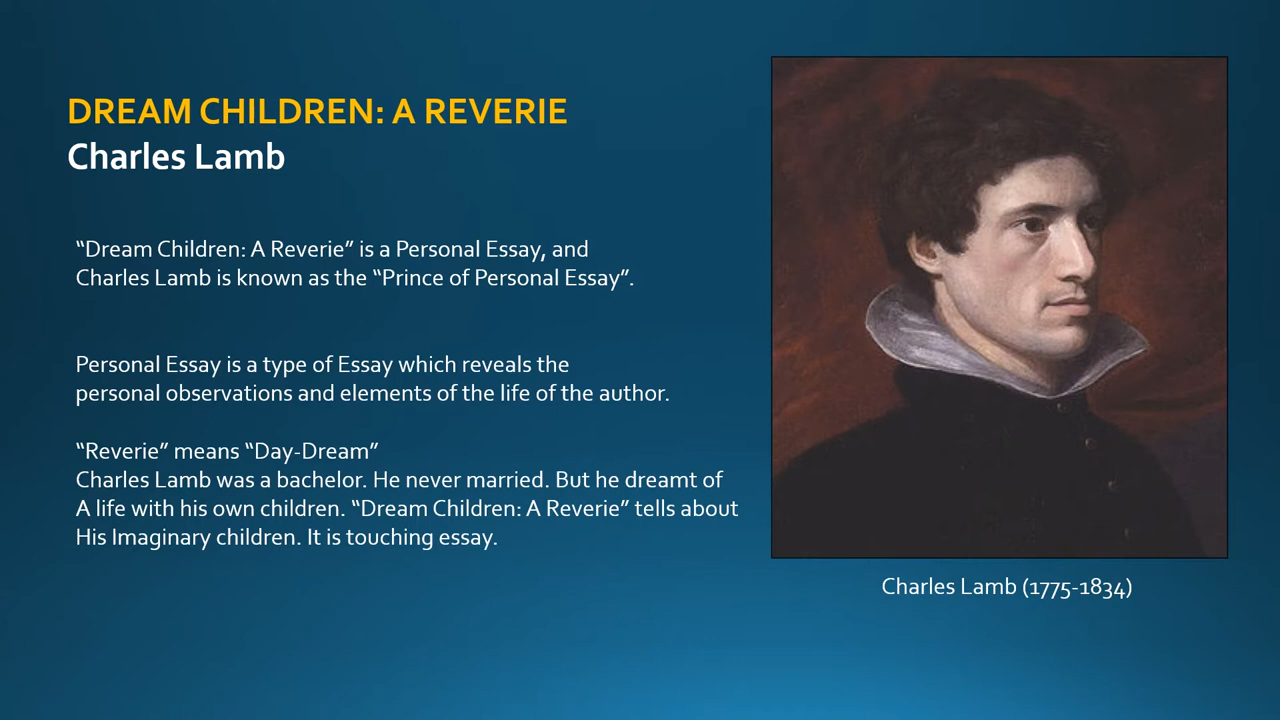 DREAM CHILDREN: A REVERIE
Charles Lamb
“Dream Children: A Reverie” is a Personal Essay, and
Charles Lamb is known as the “Prince of Personal Essay”.
Personal Essay is a type of Essay which reveals the
personal observations and elements of the life of the author.
“Reverie” means “Day-Dream”
Charles Lamb was a bachelor. He never married. But he dreamt of
A life with his own children. “Dream Children: A Reverie” tells about
His Imaginary children. It is touching essay.
Charles Lamb (1775-1834)